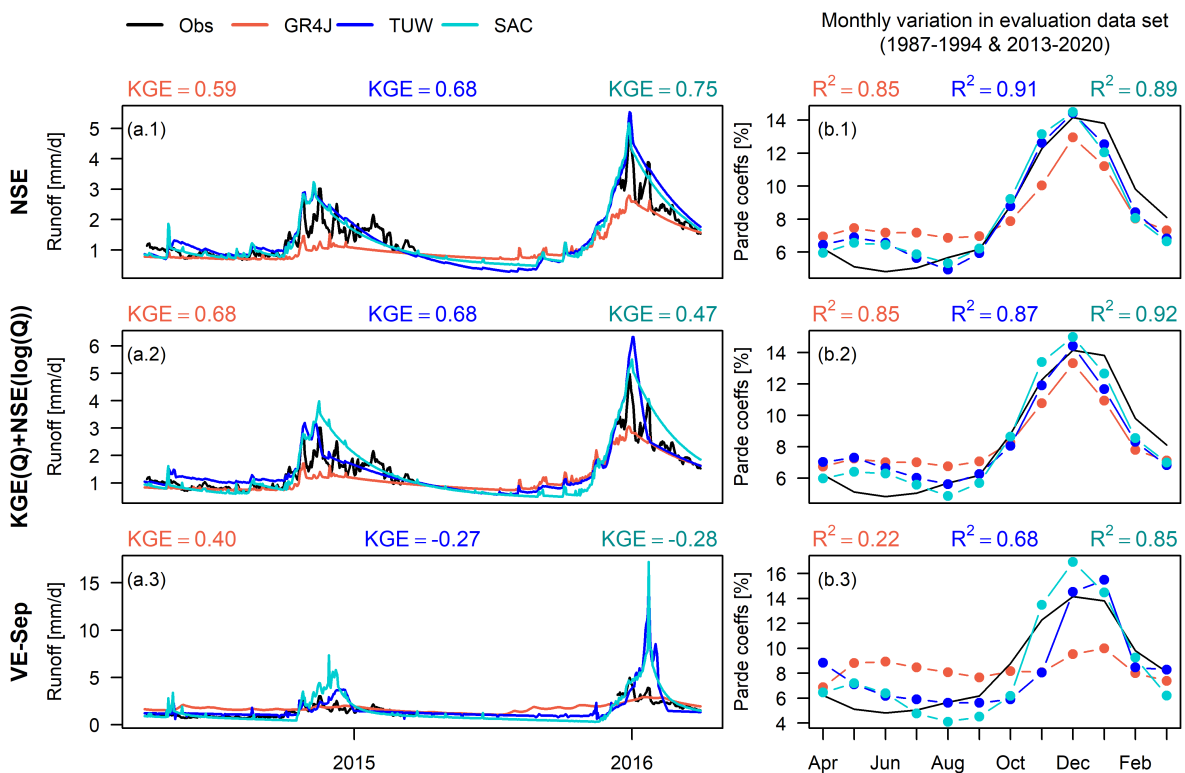 Obs GR4J TUW SAC
Monthly variation in evaluation data set
(1987-1994 & 2013-2020)
NSE
KGE = 0.59 KGE = 0.68 KGE = 0.75
(a.1)
Runoff [mm/d]
5
4
3
2
1
R² = 0.85 R² = 0.91 R² = 0.89
(b.1)
Parde coeffs [%]
14
12
10
8
6
KGE(Q)+NSE(log(Q))
KGE = 0.68 KGE = 0.68 KGE = 0.47
(a.2)
Runoff [mm/d]
6
5
4
3
2
1
R² = 0.85 R² = 0.87 R² = 0.92
(b.2)
Parde coeffs [%]
14
12
10
8
6
VE-Sep
KGE = 0.40 KGE = -0.27 KGE = -0.28
(a.3)
Runoff [mm/d]
15
10
5
0
2015 2016
R² = 0.22 R² = 0.68 R² = 0.85
(b.3)
Parde coeffs [%]
16
14
12
10
8
6
4
Apr Jun Aug Oct Dec Feb